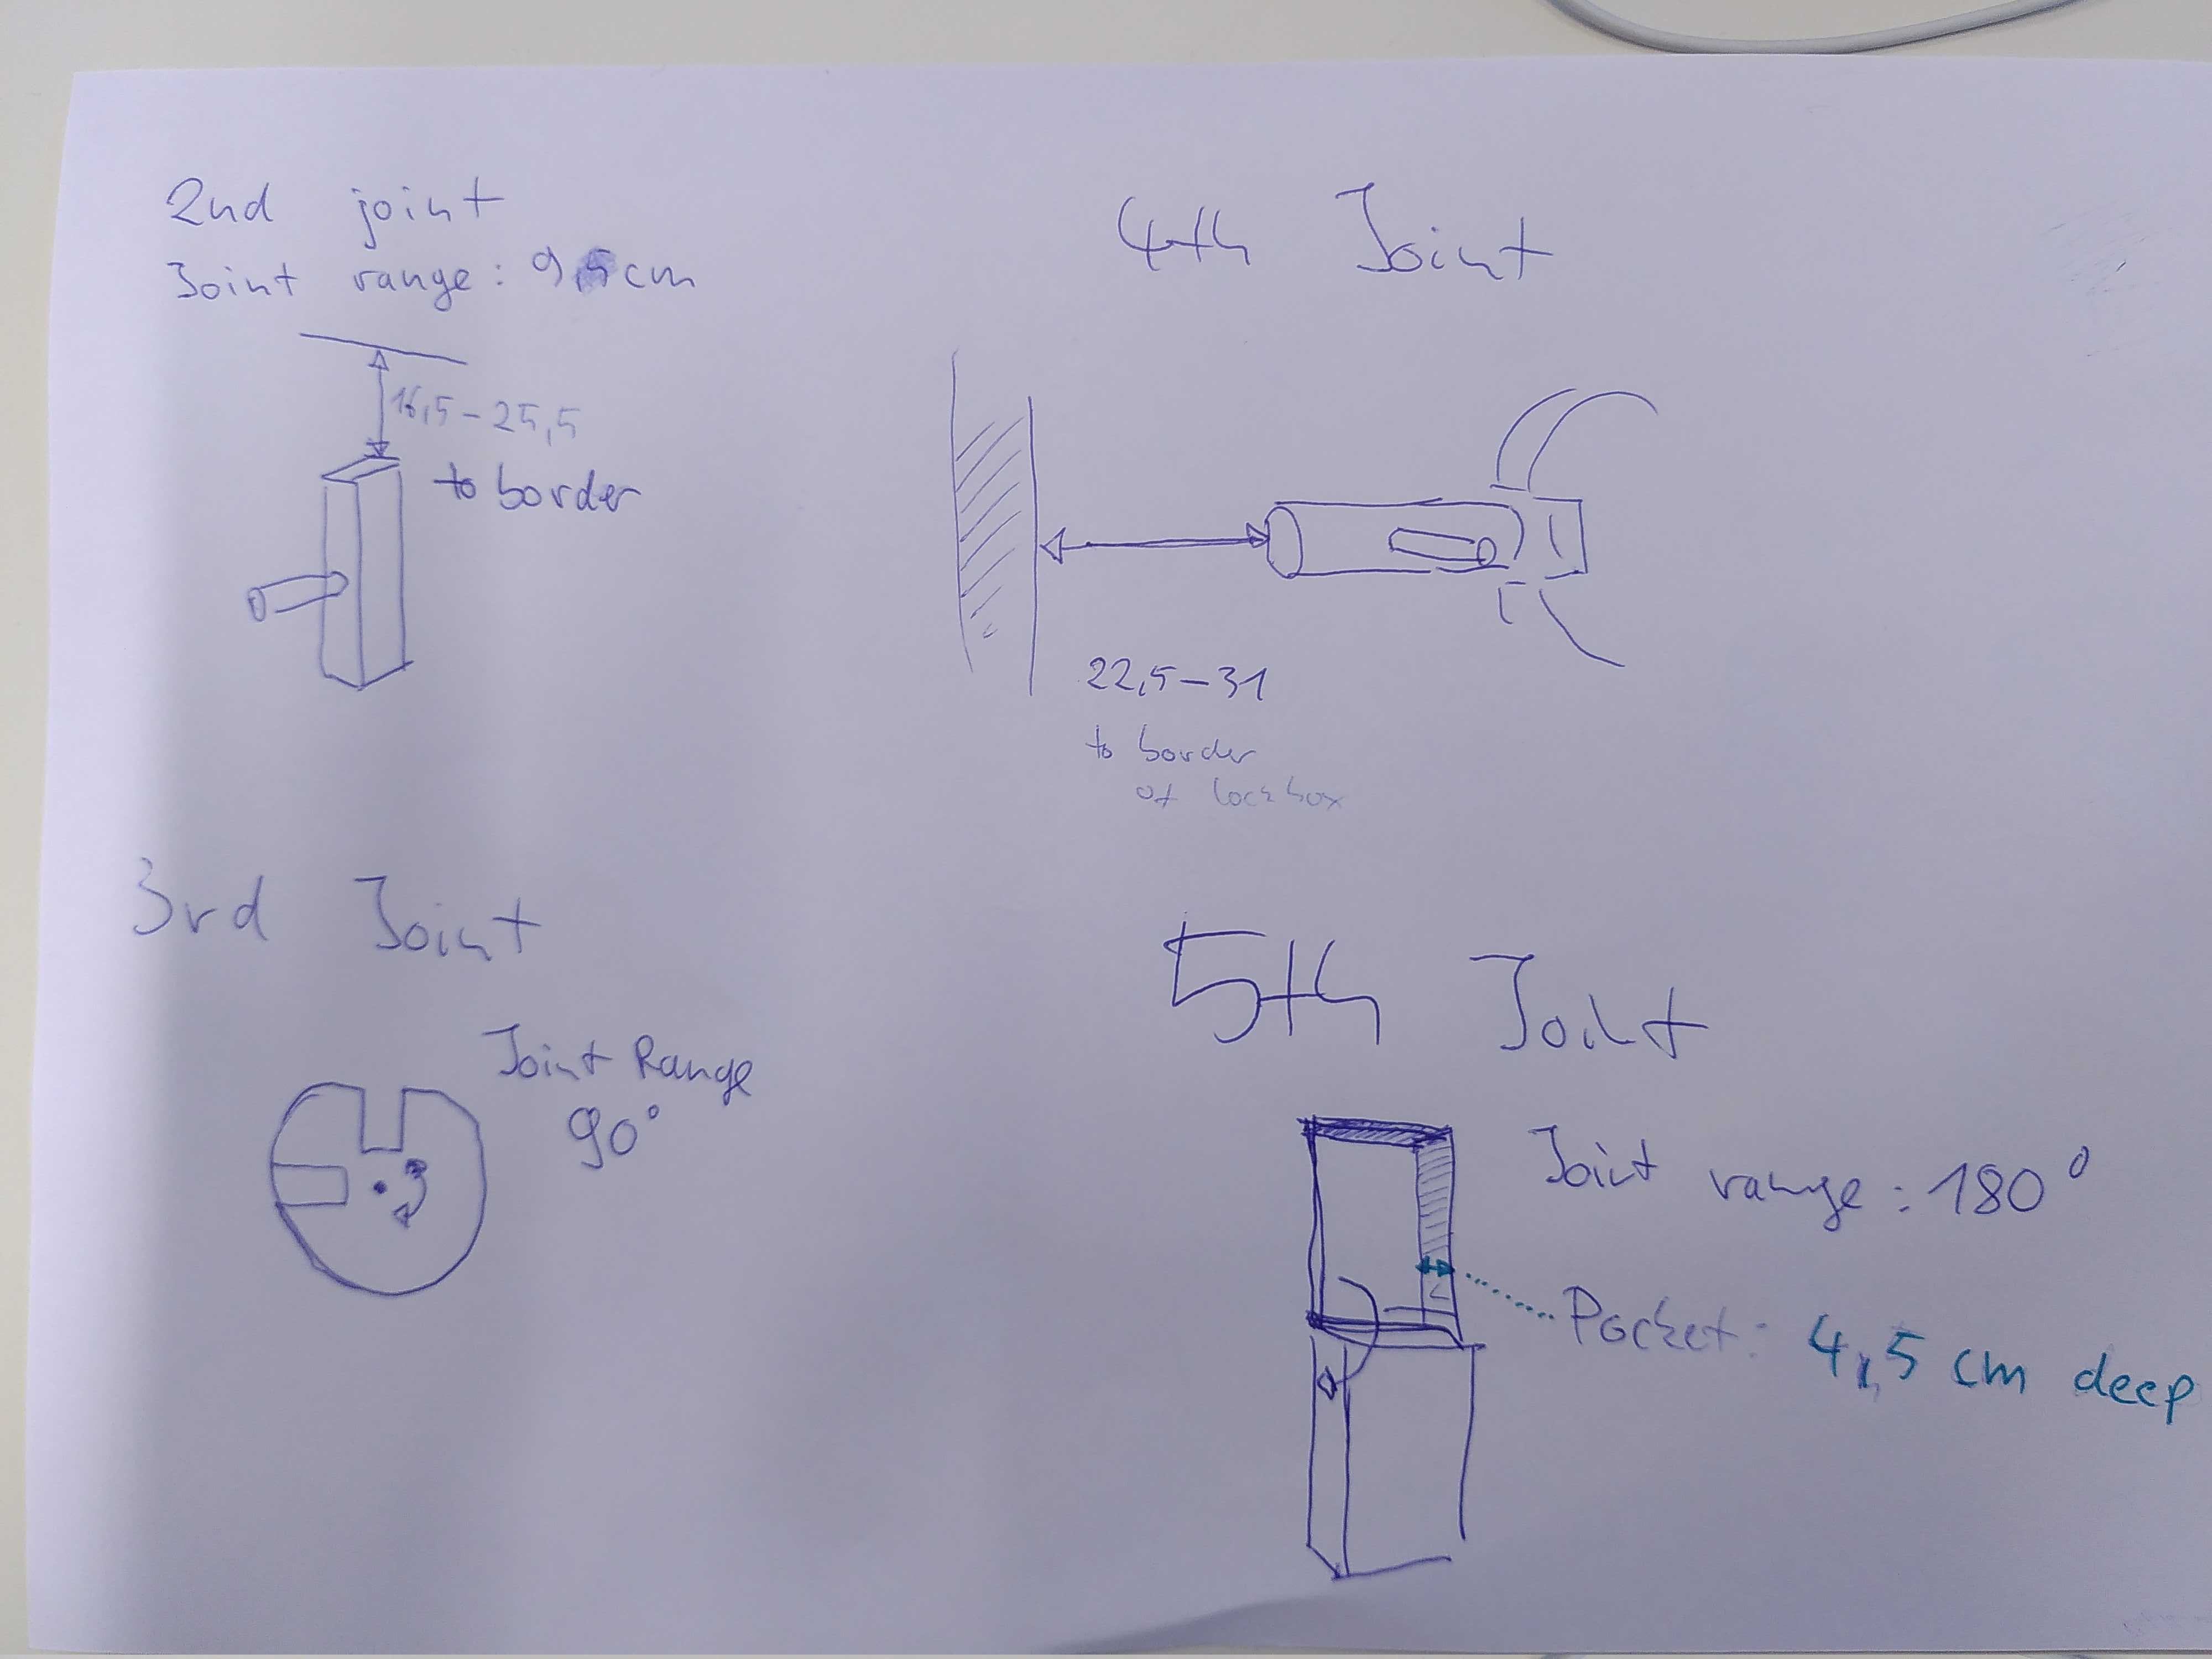 2nd joint
Joint range: 9 cm
16,5-25,5
to border
4th Joint
22,5-31
to border
of lockbox
3rd Joint
Joint Range
90°
5th Joint
Joint range: 180°
Pocket: 4,5 cm deep